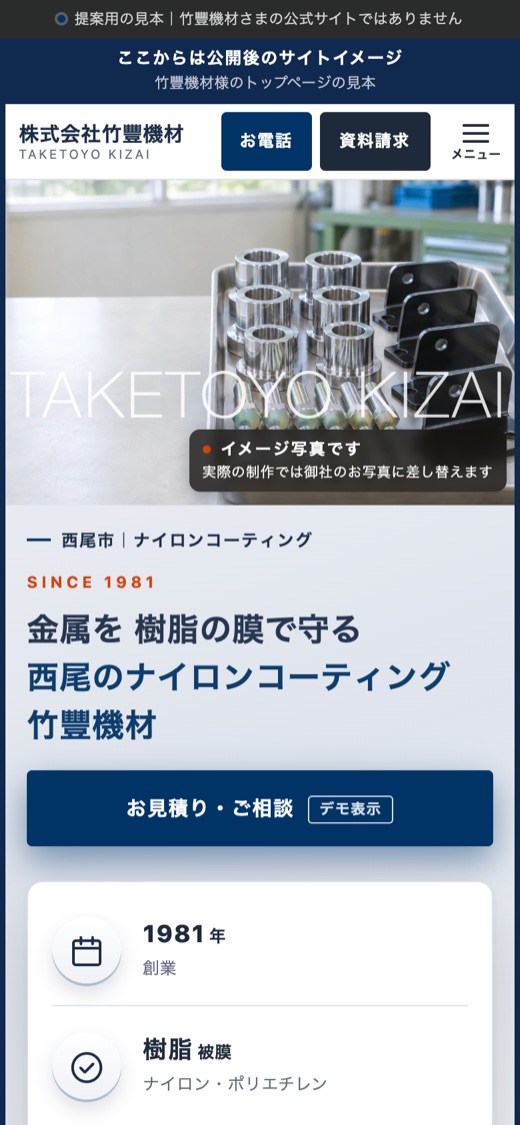 提案用の見本｜竹豐機材さまの公式サイトではありません
ここからは公開後のサイトイメージ
竹豐機材様のトップページの見本
株式会社竹豐機材
TAKETOYO KIZAI
お電話
資料請求
メニュー
TAKETOYO KIZAI
イメージ写真です
実際の制作では御社のお写真に差し替えます
西尾市｜ナイロンコーティング
SINCE 1981
金属を 樹脂の膜で守る
西尾のナイロンコーティング
竹豐機材
お見積り・ご相談 デモ表示
1981年
創業
樹脂 被膜
ナイロン・ポリエチレン